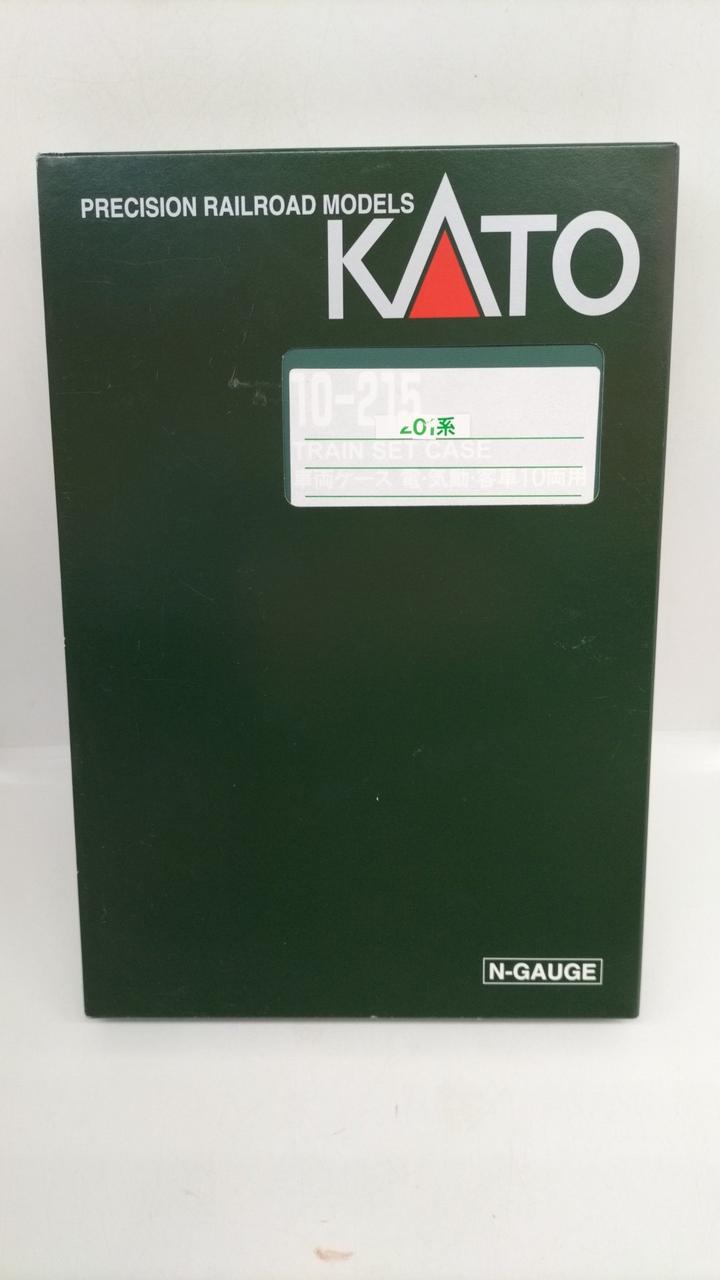 PRECISION RAILROAD MODELS
KATO
10-215
201系
TRAIN SET CASE
車両ケース 電・気動・客車10両用
N-GAUGE